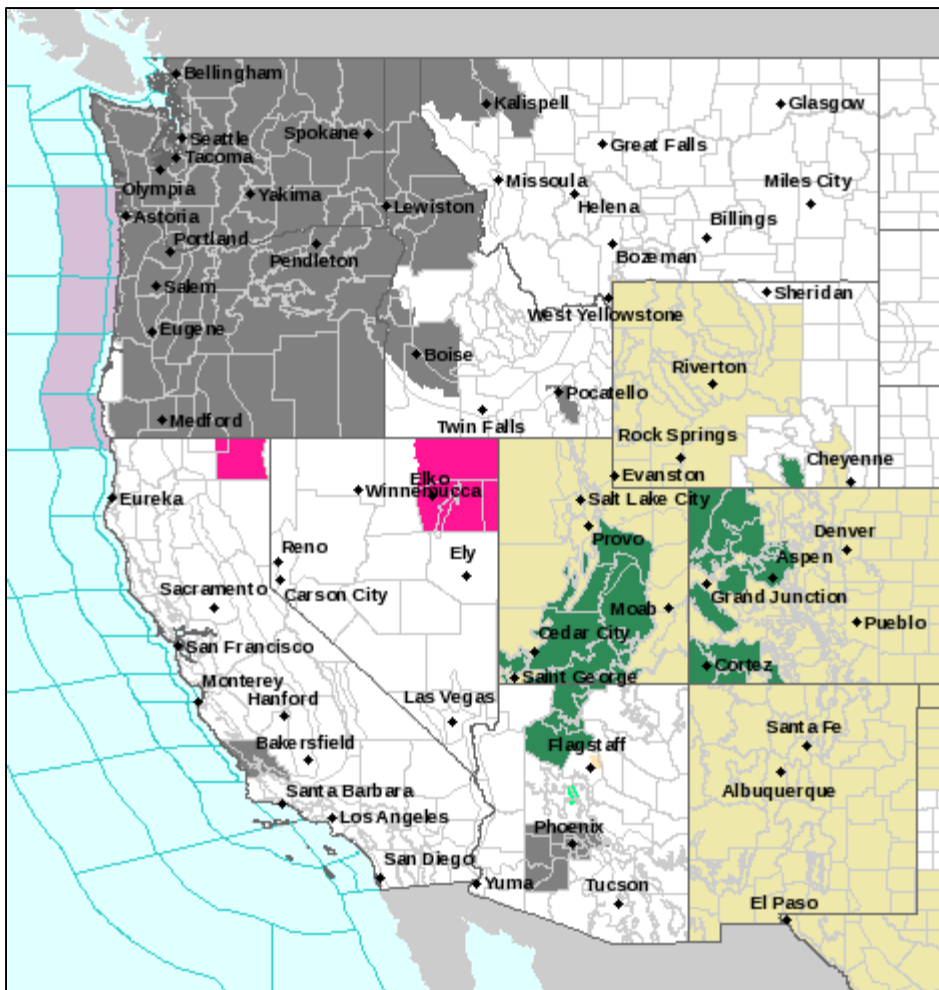 Bellingham
Kalispell
Glasgow
Spokane
Seattle
Great Falls
Tacoma
Olympia
Missoula
Miles City
Yakima
Lewiston
Helena
Astoria
Billings
Portland
Pendleton
Bozeman
Salem
Sheridan
West Yellowstone
Eugene
Boise
Riverton
Pocatello
Medford
Twin Falls
Rock Springs
Cheyenne
Elko
Evanston
Winnemucca
Eureka
Salt Lake City
Provo
Denver
Reno
Ely
Aspen
Sacramento
Carson City
Moab
Grand Junction
Pueblo
Cedar City
San Francisco
Cortez
Saint George
Monterey
Hanford
Las Vegas
Santa Fe
Bakersfield
Flagstaff
Albuquerque
Santa Barbara
Los Angeles
Phoenix
San Diego
Yuma
Tucson
El Paso